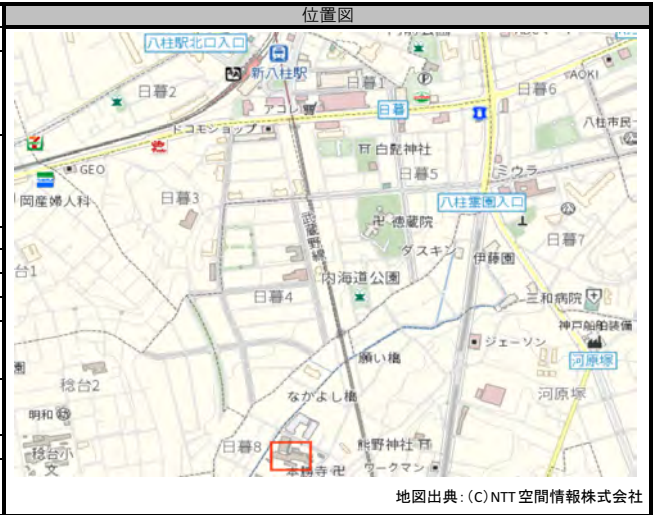 位置図
八柱駅北口入口
新八柱駅
日暮2
日暮1
AOKI
日暮6
アコレ
日暮
ドコモショップ
八柱市民
白髭神社
GEO
日暮5
ミウラ
岡産婦人科
日暮3
八柱霊園入口
武蔵野線
徳蔵院
ダスキン
伊藤園
日暮7
台1
内海道公園
日暮4
三和病院
神戸船舶装備
ジェーソン
願い橋
河原塚
園
稔台2
なかよし橋
河原塚
明和
日暮8
熊野神社
稔台小
文
本勝寺
ワークマン
地図出典:(C)NTT空間情報株式会社